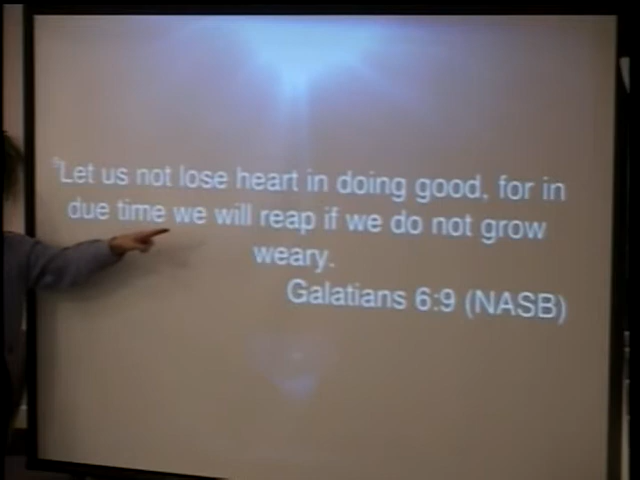 ⁹Let us not lose heart in doing good, for in
due time we will reap if we do not grow
weary.
Galatians 6:9 (NASB)